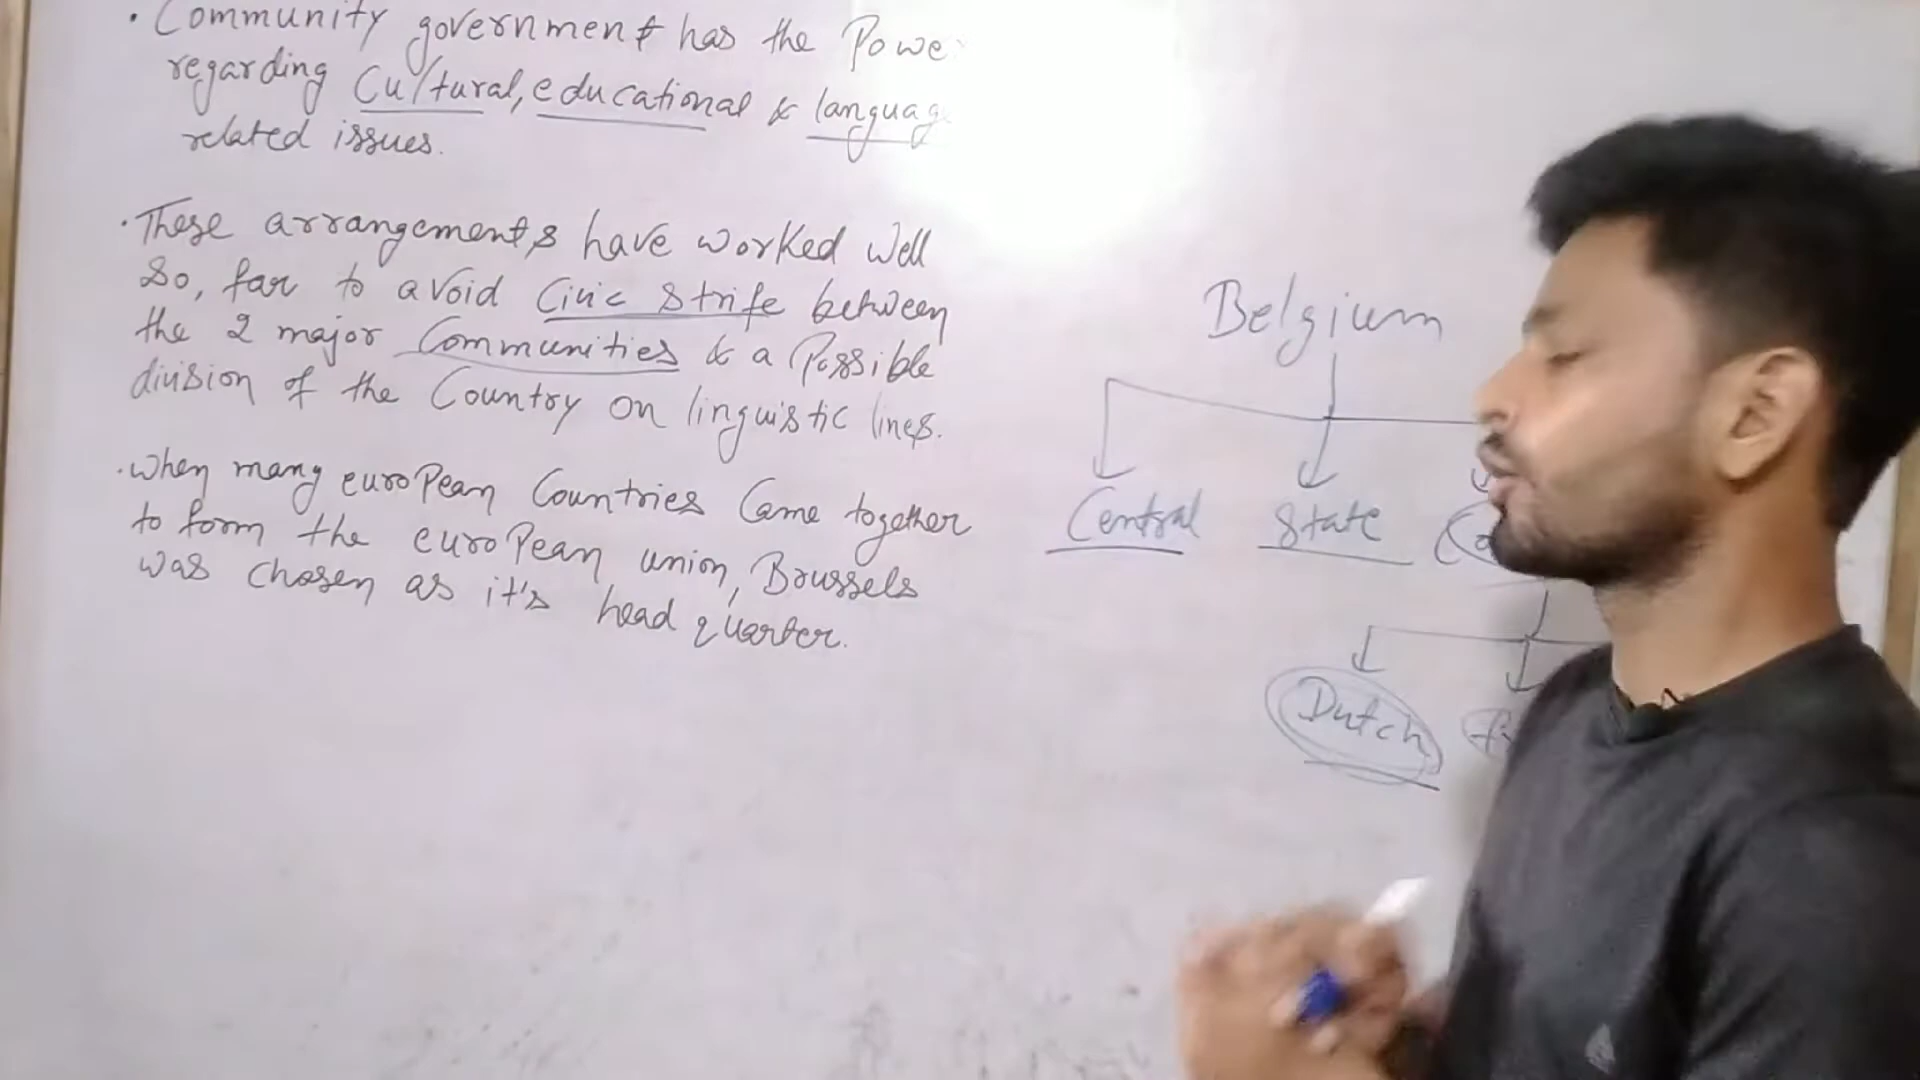 • Community government has the Powe
regarding Cultural, educational & language
related issues.
• These arrangements have worked well
so, far to avoid Civic strife between
the 2 major Communities & a Possible
division of the Country on linguistic lines.
• when many euroPean Countries Came together
to form the euroPean union, Brussels
was chosen as it's head quarter.
Belgium
Central State
Dutch